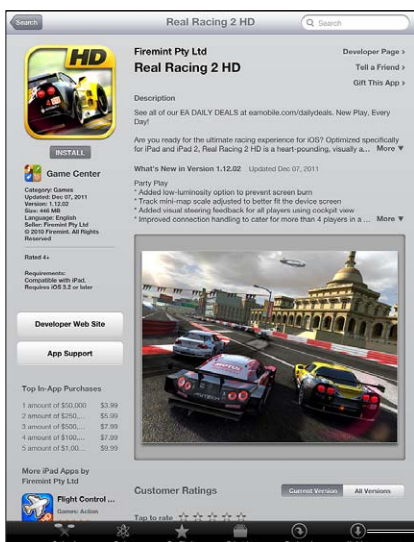 Search
Real Racing 2 HD
Search
HD
INSTALL
Game Center
Category: Games
Updated: Dec 07, 2011
Version: 1.12.02
Size: 446 MB
Language: English
Seller: Firemint Pty Ltd
© 2010 Firemint. All Rights
Reserved
Rated 4+
Requirements:
Compatible with iPad.
Requires iOS 3.2 or later
Developer Web Site
App Support
Top In-App Purchases
1 amount of $50,000 $3.99
2 amount of $250,... $5.99
3 amount of $500,... $7.99
4 amount of $100,... $7.99
5 amount of $1,00... $9.99
More iPad Apps by
Firemint Pty Ltd
Flight Control ...
Games: Action
Firemint Pty Ltd
Real Racing 2 HD
Developer Page ›
Tell a Friend ›
Gift This App ›
Description
See all of our EA DAILY DEALS at eamobile.com/dailydeals. New Play, Every
Day!
Are you ready for the ultimate racing experience for iOS? Optimized specifically
for iPad and iPad 2, Real Racing 2 HD is a heart-pounding, visually a... More ▼
What's New in Version 1.12.02 Updated Dec 07, 2011
Party Play
* Added low-luminosity option to prevent screen burn
* Track mini-map scale adjusted to better fit the device screen
* Added visual steering feedback for all players using cockpit view
* Improved connection handling to cater for more than 4 players in a ... More ▼
Customer Ratings
Current Version
All Versions
Tap to rate